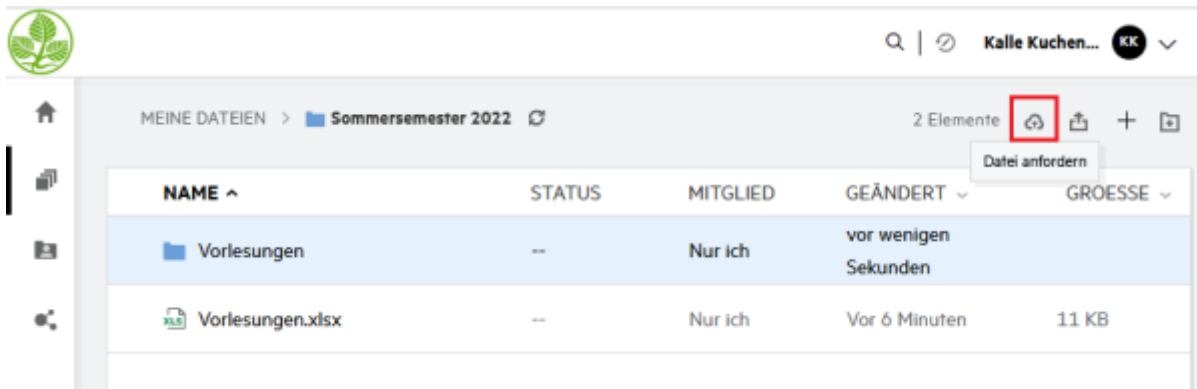 Kalle Kuchen... KK
MEINE DATEIEN > Sommersemester 2022
2 Elemente
Datei anfordern
NAME STATUS MITGLIED GEÄNDERT GROESSE
Vorlesungen -- Nur ich vor wenigen
Sekunden
XLS Vorlesungen.xlsx -- Nur ich Vor 6 Minuten 11 KB